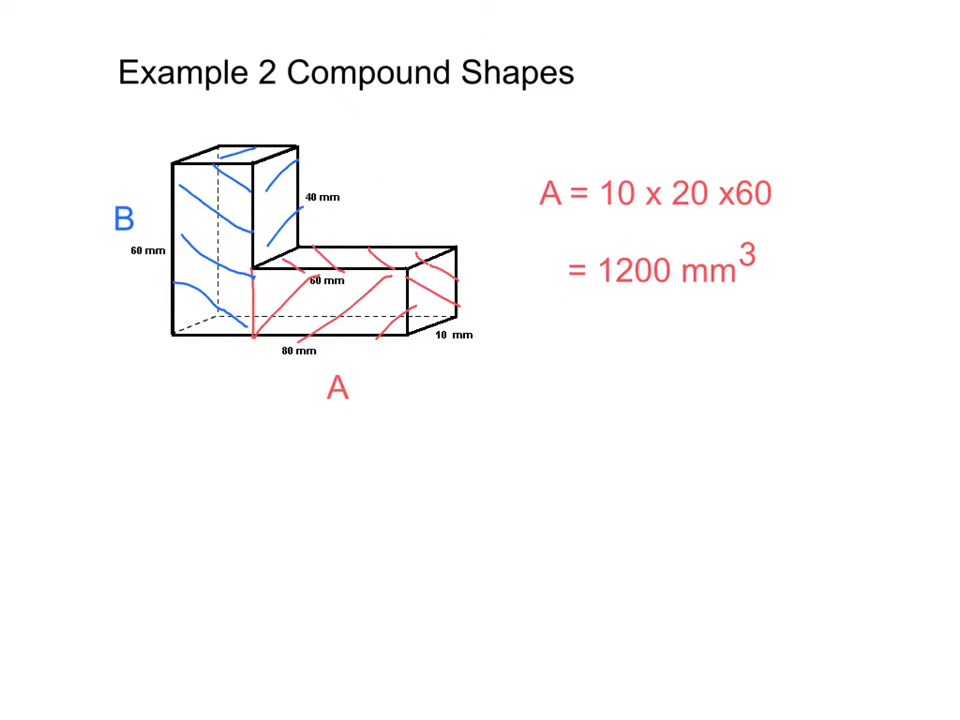 Example 2 Compound Shapes
40 mm
B
60 mm
60 mm
10 mm
80 mm
A
A = 10 x 20 x60
= 1200 mm³